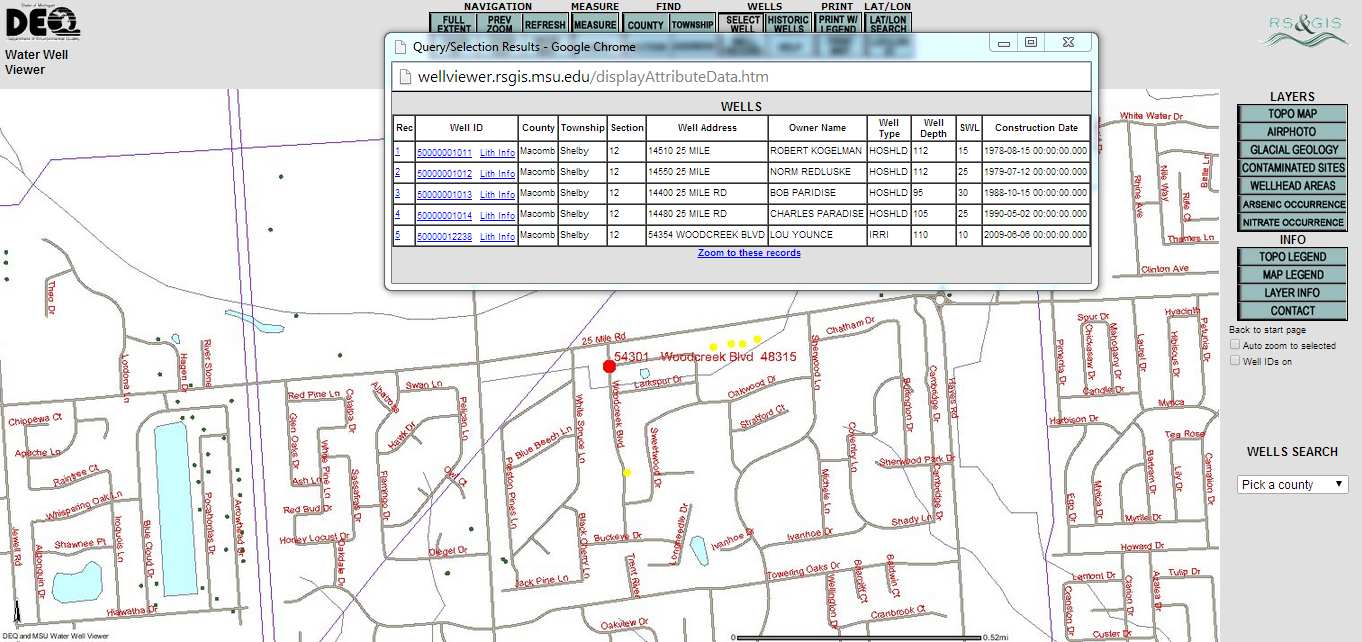 State of Michigan
DEQ
Department of Environmental Quality
Water Well
Viewer
NAVIGATION MEASURE FIND WELLS PRINT LAT/LON
FULL EXTENT PREV ZOOM REFRESH MEASURE COUNTY TOWNSHIP SELECT WELL HISTORIC WELLS PRINT W/ LEGEND LAT/LON SEARCH
RS&GIS
Query/Selection Results - Google Chrome
wellviewer.rsgis.msu.edu/displayAttributeData.htm
WELLS
Rec Well ID County Township Section Well Address Owner Name Well Type Well Depth SWL Construction Date
1 50000001011 Lith Info Macomb Shelby 12 14510 25 MILE ROBERT KOGELMAN HOSHLD 112 15 1978-08-15 00:00:00.000
2 50000001012 Lith Info Macomb Shelby 12 14550 25 MILE NORM REDLUSKE HOSHLD 112 25 1979-07-12 00:00:00.000
3 50000001013 Lith Info Macomb Shelby 12 14400 25 MILE RD BOB PARIDISE HOSHLD 95 30 1988-10-15 00:00:00.000
4 50000001014 Lith Info Macomb Shelby 12 14480 25 MILE RD CHARLES PARADISE HOSHLD 105 25 1990-05-02 00:00:00.000
5 50000012238 Lith Info Macomb Shelby 12 54354 WOODCREEK BLVD LOU YOUNCE IRRI 110 10 2009-06-06 00:00:00.000
Zoom to these records
LAYERS
TOPO MAP
AIRPHOTO
GLACIAL GEOLOGY
CONTAMINATED SITES
WELLHEAD AREAS
ARSENIC OCCURRENCE
NITRATE OCCURRENCE
INFO
TOPO LEGEND
MAP LEGEND
LAYER INFO
CONTACT
Back to start page
Auto zoom to selected
Well IDs on
WELLS SEARCH
Pick a county
White Water Dr
Nile Way
Belle Ln
Rhine Ave
Rifle Ct
Thames Ln
Clinton Ave
Theo Dr
Londona Ln
Hagen Dr
River Stone
25 Mile Rd
54301 Woodcreek Blvd 48315
Chatham Dr
Sherwood Ln
Spur Dr
Hyacinth
Petunia Dr
Pimenta Dr
Chickasaw Dr
Mahogany Dr
Laurel Dr
Hibiscus Dr
Candle Dr
Myrica
Harbison Dr
Tea Rose
Chippewa Ct
Apache Ln
Raintree Ct
Whispering Oak Ln
Shawnee Pt
Iroquois Ln
Jewell Rd
Algonquin Dr
Hiawatha Dr
Blue Cloud Dr
Pocahontas Dr
Arrowhead Dr
Red Pine Ln
Catalpa Dr
Albatross
Swan Ln
Pelican Ln
Hawk Dr
Glen Oaks Dr
White Pine Ln
Ash Ln
Sassafras Dr
Flamingo Dr
Owl Ct
Red Bud Dr
Honey Locust Dr
Oakdale Dr
Diegel Dr
Preston Pines Ln
Blue Beech Ln
White Spruce Ln
Woodcreek Blvd
Larkspur Dr
Sweetwood Dr
Oakwood Dr
Stratford Ct
Burlington Dr
Cambridge Dr
Hayes Rd
Coventry Ln
Sherwood Park Dr
Cambridge Dr
Michele Ln
Shady Ln
Ivanhoe Dr
Ivanhoe Dr
Longneedle Dr
Buckeye Dr
Black Cherry Ln
Trent River
Jack Pine Ln
Oakview Dr
Towering Oaks Dr
Wellington Dr
Bancroft Ct
Baldwin Ct
Cranbrook Ct
Ego Dr
Myrica Dr
Bartram Dr
Lily Dr
Carnation Dr
Myrtle Dr
Howard Dr
Lemont Dr
Tulip Dr
Cranston Dr
Clarion Dr
Azalea Dr
Custer Dr
DEQ and MSU Water Well Viewer
0 0.52mi